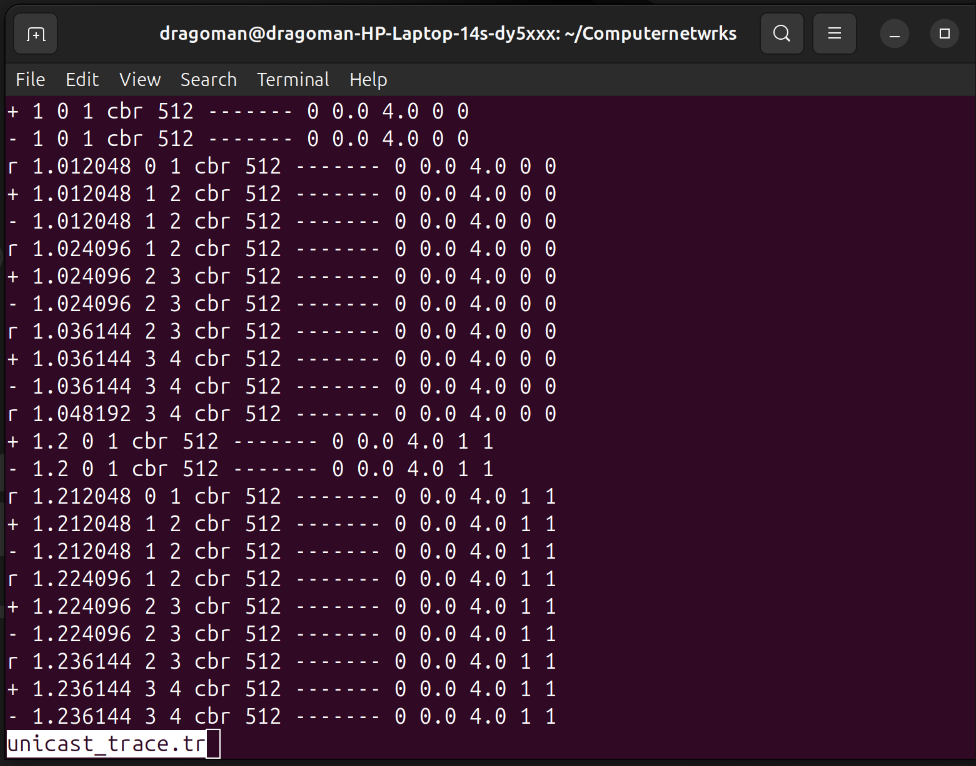 dragoman@dragoman-HP-Laptop-14s-dy5xxx: ~/Computernetwrks
File Edit View Search Terminal Help
+ 1 0 1 cbr 512 ------- 0 0.0 4.0 0 0
- 1 0 1 cbr 512 ------- 0 0.0 4.0 0 0
r 1.012048 0 1 cbr 512 ------- 0 0.0 4.0 0 0
+ 1.012048 1 2 cbr 512 ------- 0 0.0 4.0 0 0
- 1.012048 1 2 cbr 512 ------- 0 0.0 4.0 0 0
r 1.024096 1 2 cbr 512 ------- 0 0.0 4.0 0 0
+ 1.024096 2 3 cbr 512 ------- 0 0.0 4.0 0 0
- 1.024096 2 3 cbr 512 ------- 0 0.0 4.0 0 0
r 1.036144 2 3 cbr 512 ------- 0 0.0 4.0 0 0
+ 1.036144 3 4 cbr 512 ------- 0 0.0 4.0 0 0
- 1.036144 3 4 cbr 512 ------- 0 0.0 4.0 0 0
r 1.048192 3 4 cbr 512 ------- 0 0.0 4.0 0 0
+ 1.2 0 1 cbr 512 ------- 0 0.0 4.0 1 1
- 1.2 0 1 cbr 512 ------- 0 0.0 4.0 1 1
r 1.212048 0 1 cbr 512 ------- 0 0.0 4.0 1 1
+ 1.212048 1 2 cbr 512 ------- 0 0.0 4.0 1 1
- 1.212048 1 2 cbr 512 ------- 0 0.0 4.0 1 1
r 1.224096 1 2 cbr 512 ------- 0 0.0 4.0 1 1
+ 1.224096 2 3 cbr 512 ------- 0 0.0 4.0 1 1
- 1.224096 2 3 cbr 512 ------- 0 0.0 4.0 1 1
r 1.236144 2 3 cbr 512 ------- 0 0.0 4.0 1 1
+ 1.236144 3 4 cbr 512 ------- 0 0.0 4.0 1 1
- 1.236144 3 4 cbr 512 ------- 0 0.0 4.0 1 1
unicast_trace.tr